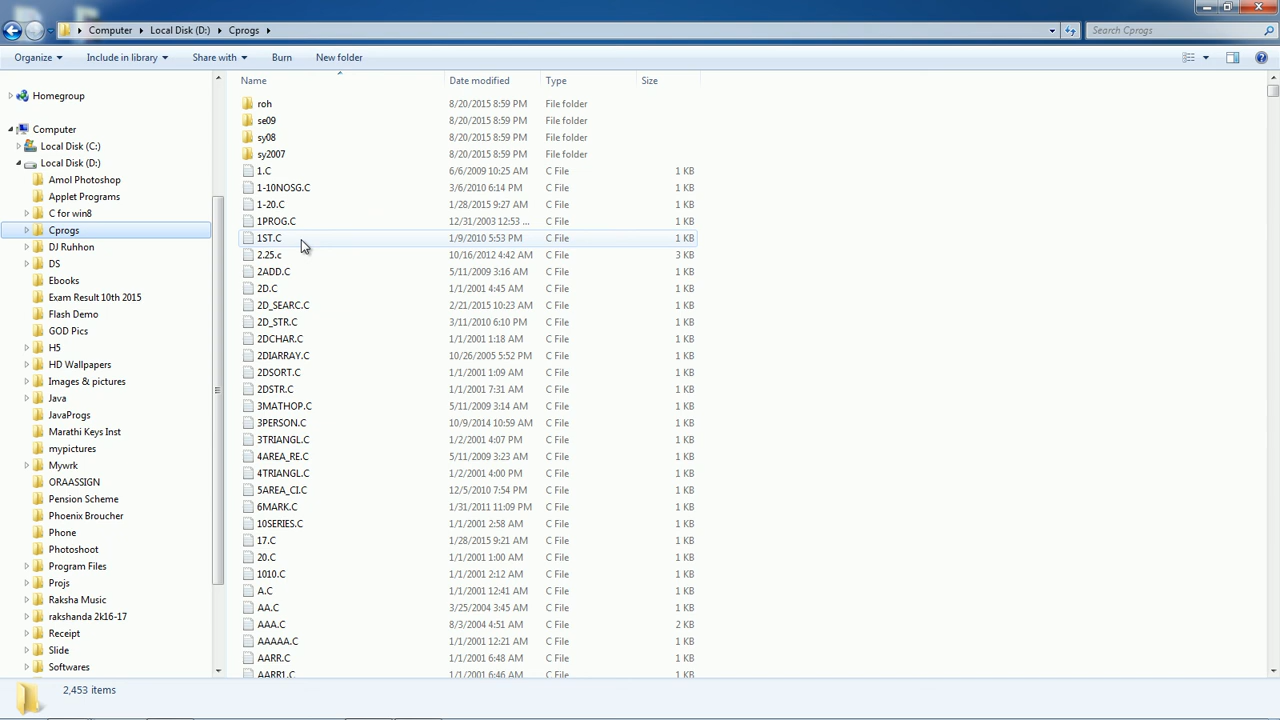 Computer Local Disk (D:) Cprogs Search Cprogs
Organize Include in library Share with Burn New folder
Name Date modified Type Size
Homegroup
Computer
Local Disk (C:)
Local Disk (D:)
Amol Photoshop
Applet Programs
C for win8
Cprogs
DJ Ruhhon
DS
Ebooks
Exam Result 10th 2015
Flash Demo
GOD Pics
H5
HD Wallpapers
Images & pictures
Java
JavaProgs
Marathi Keys Inst
mypictures
Mywrk
ORAASSIGN
Pension Scheme
Phoenix Broucher
Phone
Photoshoot
Program Files
Projs
Raksha Music
rakshanda 2k16-17
Receipt
Slide
Softwares
roh 8/20/2015 8:59 PM File folder
se09 8/20/2015 8:59 PM File folder
sy08 8/20/2015 8:59 PM File folder
sy2007 8/20/2015 8:59 PM File folder
1.C 6/6/2009 10:25 AM C File 1 KB
1-10NOSG.C 3/6/2010 6:14 PM C File 1 KB
1-20.C 1/28/2015 9:27 AM C File 1 KB
1PROG.C 12/31/2003 12:53 ... C File 1 KB
1ST.C 1/9/2010 5:53 PM C File 1 KB
2.25.c 10/16/2012 4:42 AM C File 3 KB
2ADD.C 5/11/2009 3:16 AM C File 1 KB
2D.C 1/1/2001 4:45 AM C File 1 KB
2D_SEARC.C 2/21/2015 10:23 AM C File 1 KB
2D_STR.C 3/11/2010 6:10 PM C File 1 KB
2DCHAR.C 1/1/2001 1:18 AM C File 1 KB
2DIARRAY.C 10/26/2005 5:52 PM C File 1 KB
2DSORT.C 1/1/2001 1:09 AM C File 1 KB
2DSTR.C 1/1/2001 7:31 AM C File 1 KB
3MATHOP.C 5/11/2009 3:14 AM C File 1 KB
3PERSON.C 10/9/2014 10:59 AM C File 1 KB
3TRIANGL.C 1/2/2001 4:07 PM C File 1 KB
4AREA_RE.C 5/11/2009 3:23 AM C File 1 KB
4TRIANGL.C 1/2/2001 4:00 PM C File 1 KB
5AREA_CI.C 12/5/2010 7:54 PM C File 1 KB
6MARK.C 1/31/2011 11:09 PM C File 1 KB
10SERIES.C 1/1/2001 2:58 AM C File 1 KB
17.C 1/28/2015 9:21 AM C File 1 KB
20.C 1/1/2001 1:00 AM C File 1 KB
1010.C 1/1/2001 2:12 AM C File 1 KB
A.C 1/1/2001 12:41 AM C File 1 KB
AA.C 3/25/2004 3:45 AM C File 1 KB
AAA.C 8/3/2004 4:51 AM C File 2 KB
AAAAA.C 1/1/2001 12:21 AM C File 1 KB
AARR.C 1/1/2001 6:48 AM C File 1 KB
AARR1.C 1/1/2001 6:46 AM C File 1 KB
2,453 items